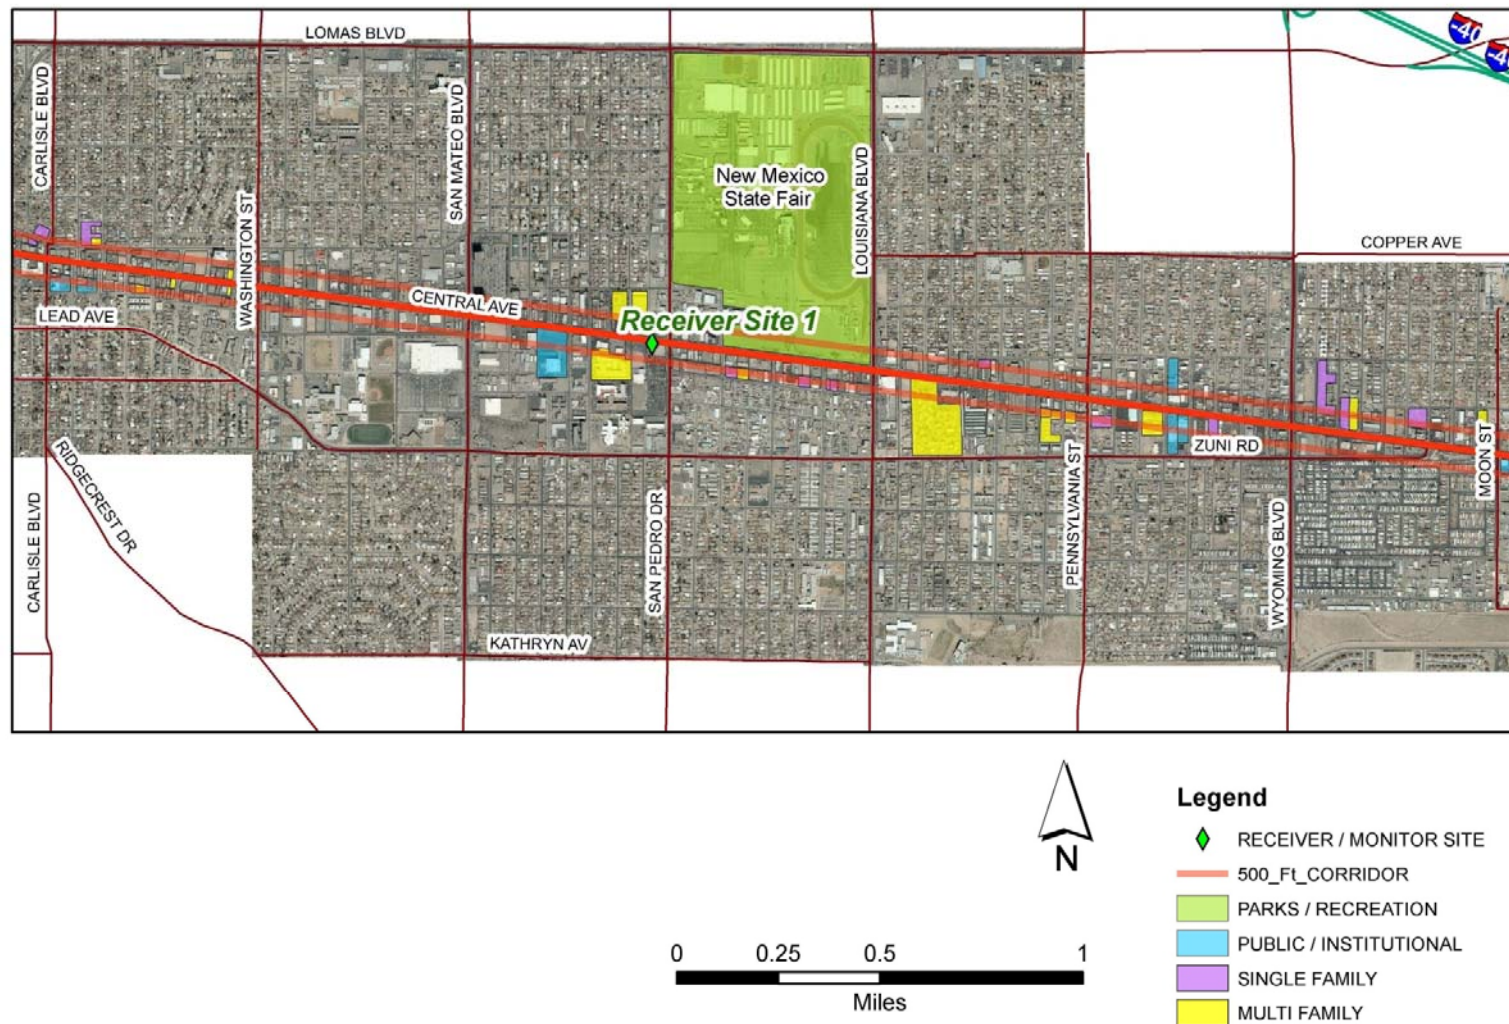 LOMAS BLVD
-40
CARLISLE BLVD
SAN MATEO BLVD
WASHINGTON ST
New Mexico
State Fair
LOUISIANA BLVD
COPPER AVE
CENTRAL AVE
LEAD AVE
Receiver Site 1
RIDGECREST DR
CARLISLE BLVD
SAN PEDRO DR
PENNSYLVANIA ST
ZUNI RD
WYOMING BLVD
MOON ST
KATHRYN AV
N
0 0.25 0.5 1
Miles
Legend
RECEIVER / MONITOR SITE
500_Ft_CORRIDOR
PARKS / RECREATION
PUBLIC / INSTITUTIONAL
SINGLE FAMILY
MULTI FAMILY